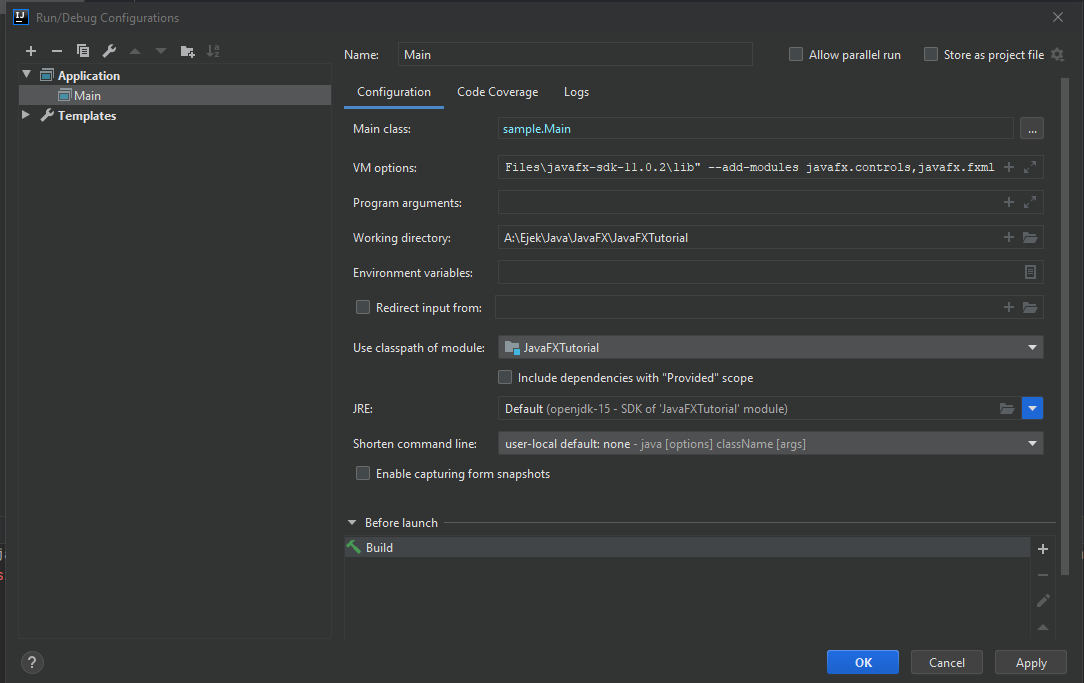 IJ
Run/Debug Configurations
Application
Main
Templates
Name: Main
Allow parallel run
Store as project file
Configuration Code Coverage Logs
Main class: sample.Main ...
VM options: Files\javafx-sdk-11.0.2\lib" --add-modules javafx.controls,javafx.fxml
Program arguments:
Working directory: A:\Ejek\Java\JavaFX\JavaFXTutorial
Environment variables:
Redirect input from:
Use classpath of module: JavaFXTutorial
Include dependencies with "Provided" scope
JRE: Default (openjdk-15 - SDK of 'JavaFXTutorial' module)
Shorten command line: user-local default: none - java [options] className [args]
Enable capturing form snapshots
Before launch
Build
? OK Cancel Apply